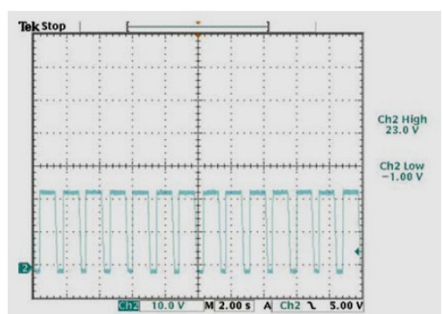 Tek Stop
Ch2 High
23.0 V
Ch2 Low
-1.00 V
2
Ch2 10.0 V M 2.00 s A Ch2 5.00 V